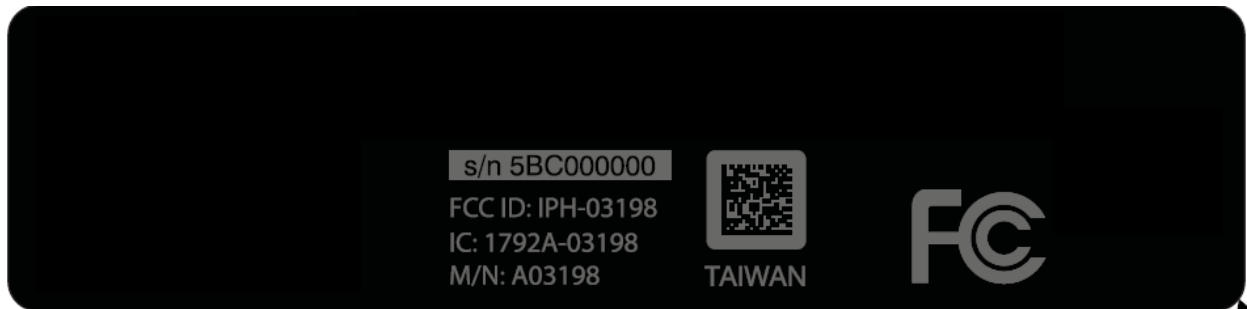 s/n 5BC000000
FCC ID: IPH-03198
IC: 1792A-03198
M/N: A03198
TAIWAN
FC